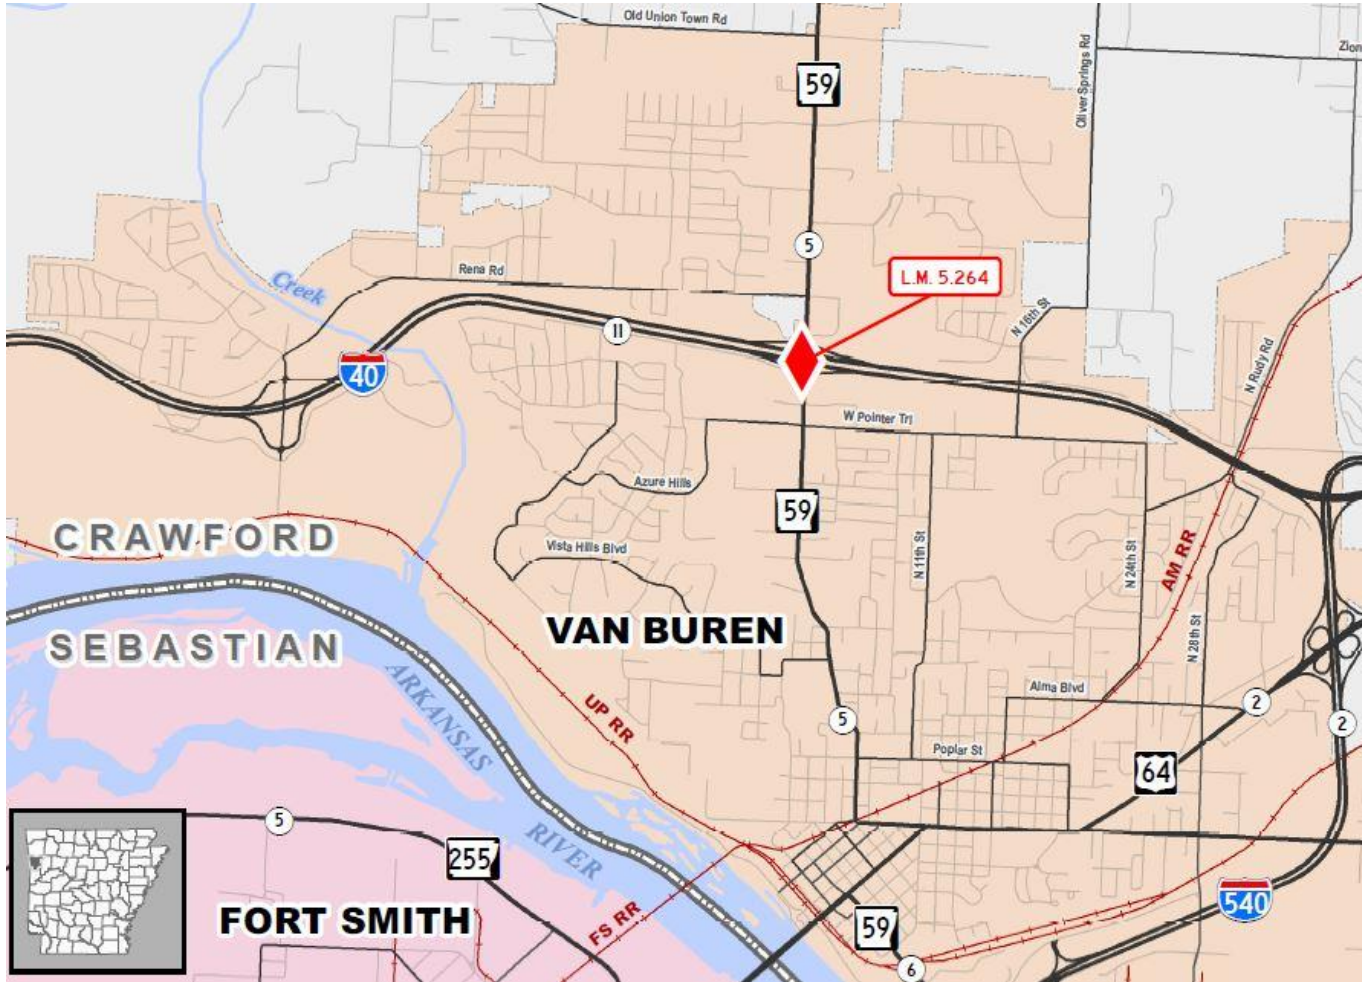 Old Union Town Rd
Zion
59
Oliver Springs Rd
5
L.M. 5.264
Rena Rd
Creek
11
N 16th St
40
N Rudy Rd
W Pointer Trl
Azure Hills
59
CRAWFORD
Vista Hills Blvd
N 11th St
N 24th St
AM RR
VAN BUREN
SEBASTIAN
N 28th St
ARKANSAS
RIVER
UP RR
Alma Blvd
2
2
5
Poplar St
64
5
255
FORT SMITH
FS RR
59
540
6